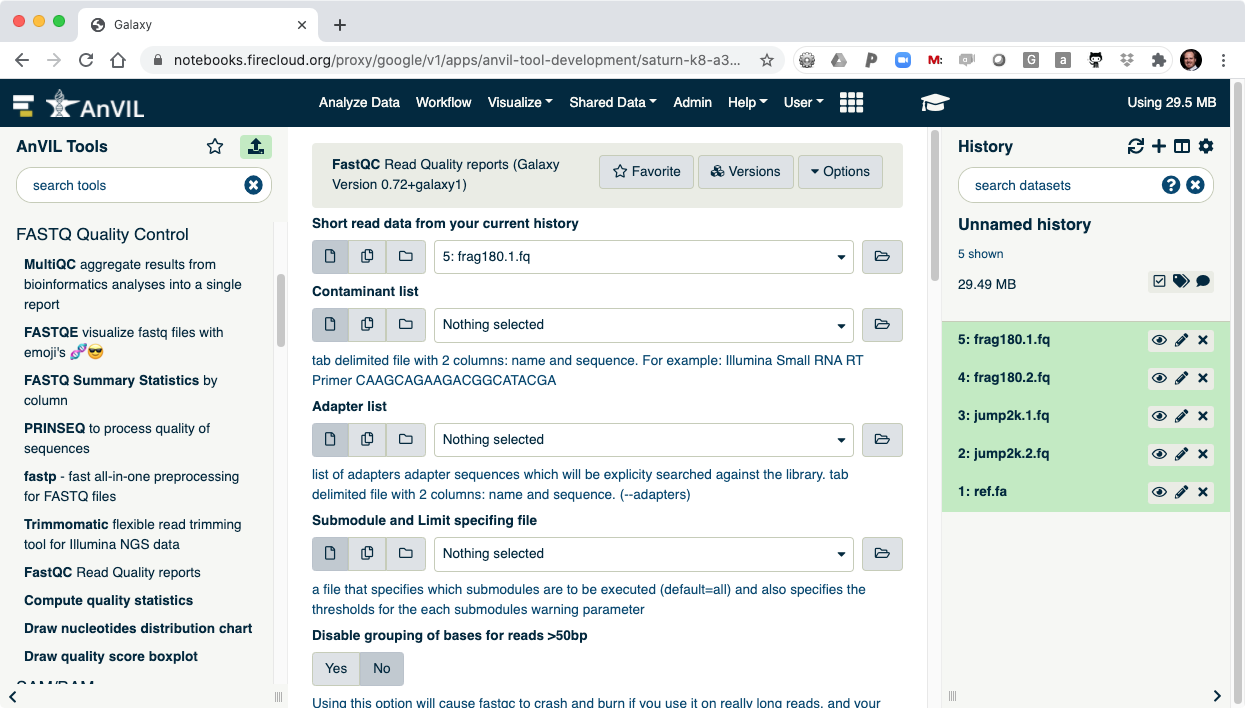 Galaxy
notebooks.firecloud.org/proxy/google/v1/apps/anvil-tool-development/saturn-k8-a3...
AnVIL
Analyze Data Workflow Visualize Shared Data Admin Help User
Using 29.5 MB
AnVIL Tools
search tools
FASTQ Quality Control
MultiQC aggregate results from
bioinformatics analyses into a single
report
FASTQE visualize fastq files with
emoji's 🧬😎
FASTQ Summary Statistics by
column
PRINSEQ to process quality of
sequences
fastp - fast all-in-one preprocessing
for FASTQ files
Trimmomatic flexible read trimming
tool for Illumina NGS data
FastQC Read Quality reports
Compute quality statistics
Draw nucleotides distribution chart
Draw quality score boxplot
SAM/BAM
FastQC Read Quality reports (Galaxy
Version 0.72+galaxy1)
Favorite
Versions
Options
Short read data from your current history
5: frag180.1.fq
Contaminant list
Nothing selected
tab delimited file with 2 columns: name and sequence. For example: Illumina Small RNA RT
Primer CAAGCAGAAGACGGCATACGA
Adapter list
Nothing selected
list of adapters adapter sequences which will be explicity searched against the library. tab
delimited file with 2 columns: name and sequence. (--adapters)
Submodule and Limit specifing file
Nothing selected
a file that specifies which submodules are to be executed (default=all) and also specifies the
thresholds for the each submodules warning parameter
Disable grouping of bases for reads >50bp
Yes No
Using this option will cause fastqc to crash and burn if you use it on really long reads, and your
History
search datasets
Unnamed history
5 shown
29.49 MB
5: frag180.1.fq
4: frag180.2.fq
3: jump2k.1.fq
2: jump2k.2.fq
1: ref.fa